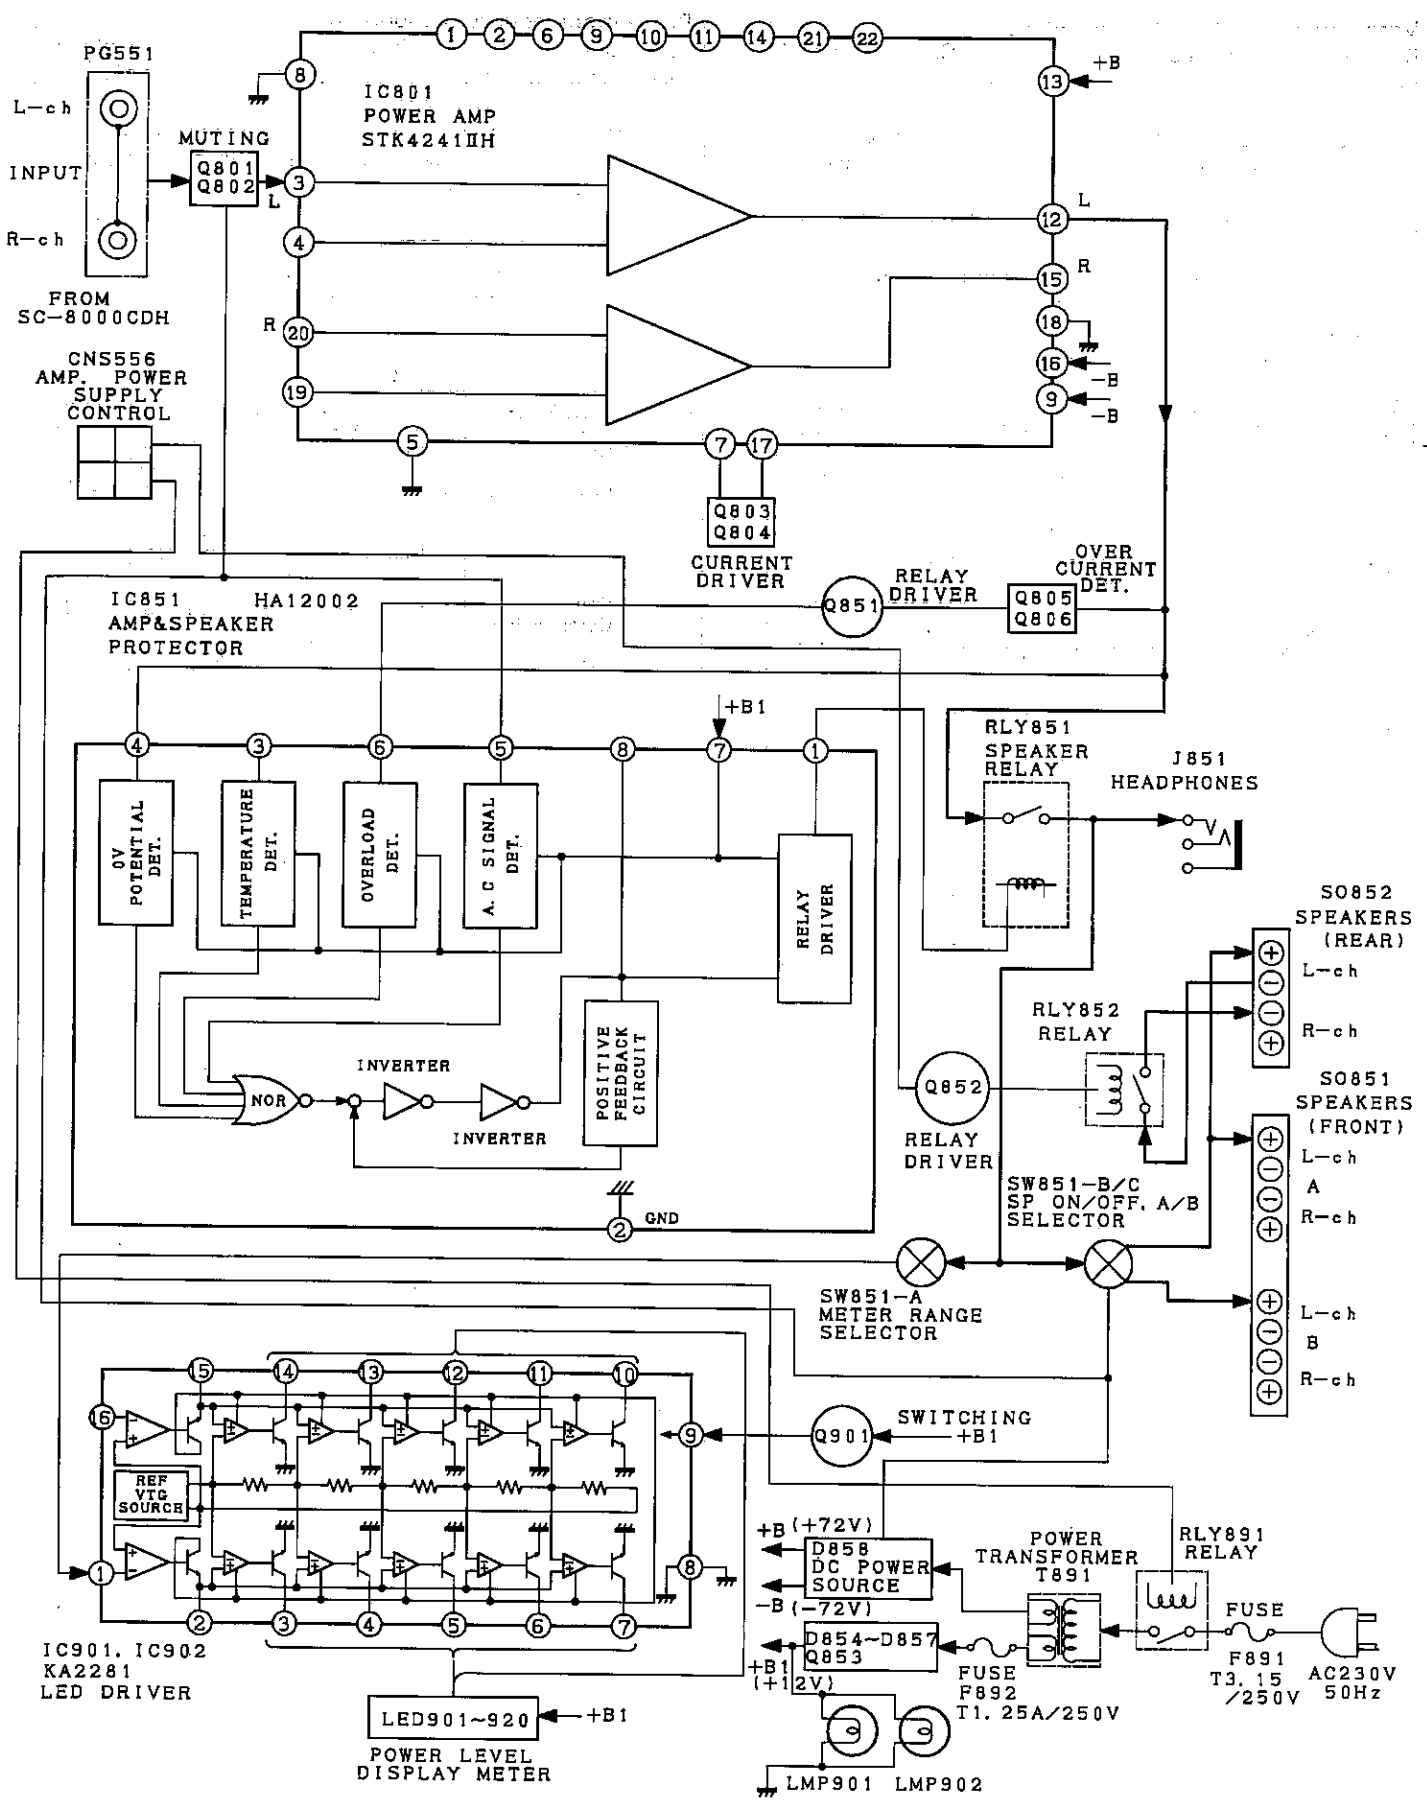 PG551
L-ch
INPUT
R-ch
FROM
SC-8000CDH
MUTING
Q801
Q802
L
R
1
2
6
9
10
11
14
21
22
8
3
4
20
19
5
7
17
13
12
15
18
16
9
IC801
POWER AMP
STK4241IIH
+B
L
R
-B
-B
CNS556
AMP. POWER
SUPPLY
CONTROL
Q803
Q804
CURRENT
DRIVER
OVER
CURRENT
DET.
Q805
Q806
RELAY
DRIVER
Q851
IC851 HA12002
AMP&SPEAKER
PROTECTOR
+B1
4
3
6
5
8
7
1
0V
POTENTIAL
DET.
TEMPERATURE
DET.
OVERLOAD
DET.
A.C SIGNAL
DET.
RELAY
DRIVER
NOR
INVERTER
INVERTER
POSITIVE
FEEDBACK
CIRCUIT
2
GND
RLY851
SPEAKER
RELAY
J851
HEADPHONES
SO852
SPEAKERS
(REAR)
+
L-ch
−
−
R-ch
+
RLY852
RELAY
Q852
RELAY
DRIVER
SO851
SPEAKERS
(FRONT)
+
L-ch
−
A
−
R-ch
+
+
L-ch
−
B
−
R-ch
+
SW851-B/C
SP ON/OFF, A/B
SELECTOR
SW851-A
METER RANGE
SELECTOR
15
14
13
12
11
10
16
9
REF
VTG
SOURCE
1
8
2
3
4
5
6
7
IC901, IC902
KA2281
LED DRIVER
LED901~920
+B1
POWER LEVEL
DISPLAY METER
Q901
SWITCHING
+B1
+B (+72V)
D858
DC POWER
SOURCE
-B (-72V)
D854~D857
Q853
+B1
(+12V)
LMP901
LMP902
FUSE
F892
T1.25A/250V
POWER
TRANSFORMER
T891
RLY891
RELAY
FUSE
F891
T3.15
/250V
AC230V
50Hz